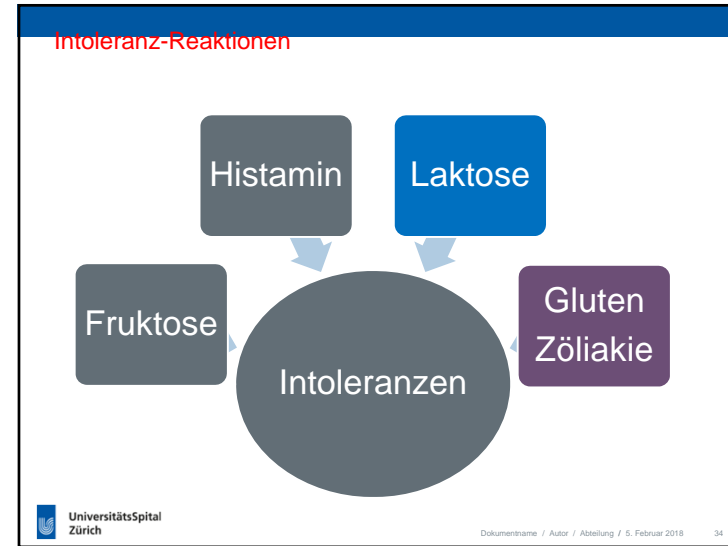 Intoleranz-Reaktionen
Histamin
Laktose
Fruktose
Gluten
Zöliakie
Intoleranzen
UniversitätsSpital
Zürich
Dokumentname / Autor / Abteilung / 5. Februar 2018 34